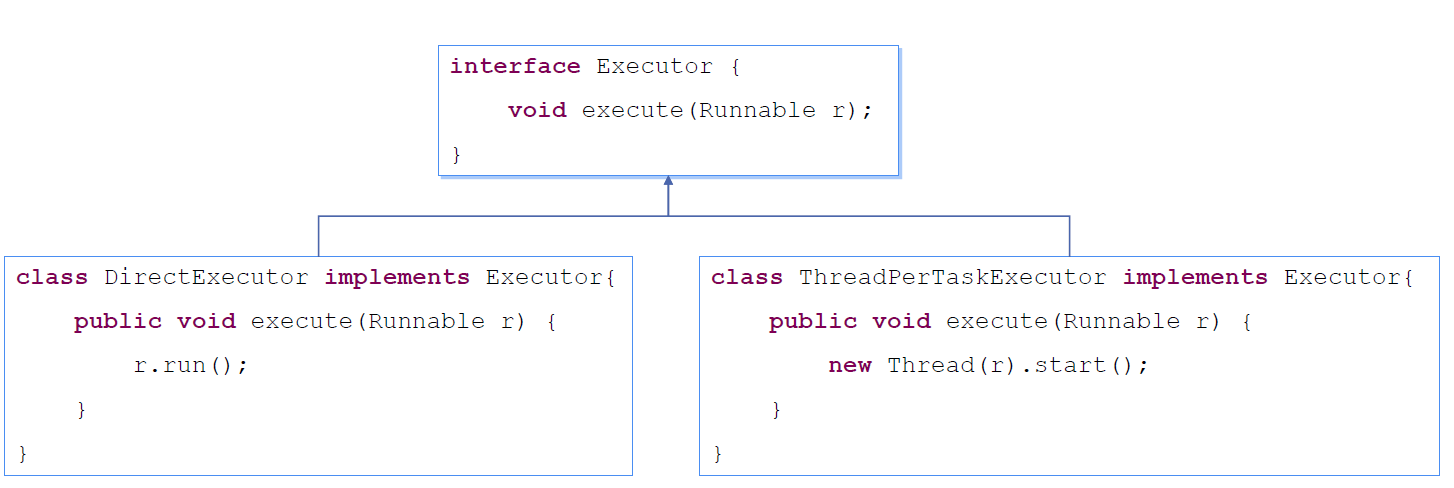 interface Executor {
void execute(Runnable r);
}
class DirectExecutor implements Executor{
public void execute(Runnable r) {
r.run();
}
}
class ThreadPerTaskExecutor implements Executor{
public void execute(Runnable r) {
new Thread(r).start();
}
}